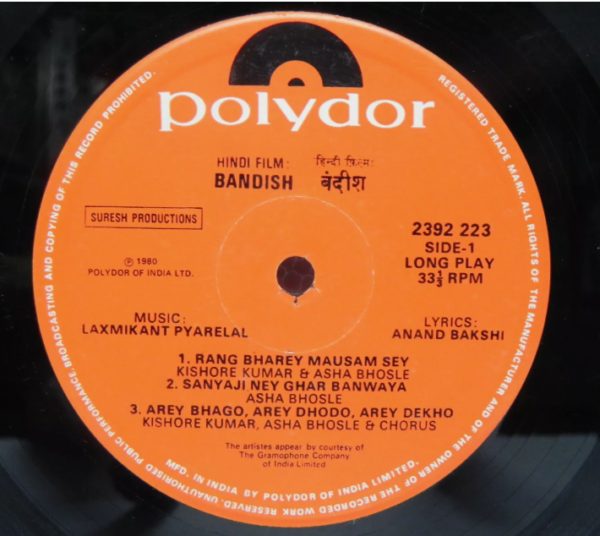 polydor
HINDI FILM: हिन्दी फ़िल्म:
BANDISH बंदीश
SURESH PRODUCTIONS
2392 223
SIDE-1
LONG PLAY
33⅓ RPM
℗ 1980
POLYDOR OF INDIA LTD.
MUSIC:
LAXMIKANT PYARELAL
LYRICS:
ANAND BAKSHI
1. RANG BHAREY MAUSAM SEY
KISHORE KUMAR & ASHA BHOSLE
2. SANYAJI NEY GHAR BANWAYA
ASHA BHOSLE
3. AREY BHAGO, AREY DHODO, AREY DEKHO
KISHORE KUMAR, ASHA BHOSLE & CHORUS
The artistes appear by courtesy of
The Gramophone Company
of India Limited
MFD. IN INDIA BY POLYDOR OF INDIA LIMITED.
REGISTERED TRADE MARK. ALL RIGHTS OF THE MANUFACTURER AND OF THE OWNER OF THE RECORDED WORK RESERVED. UNAUTHORISED PUBLIC PERFORMANCE BROADCASTING AND COPYING OF THIS RECORD PROHIBITED.